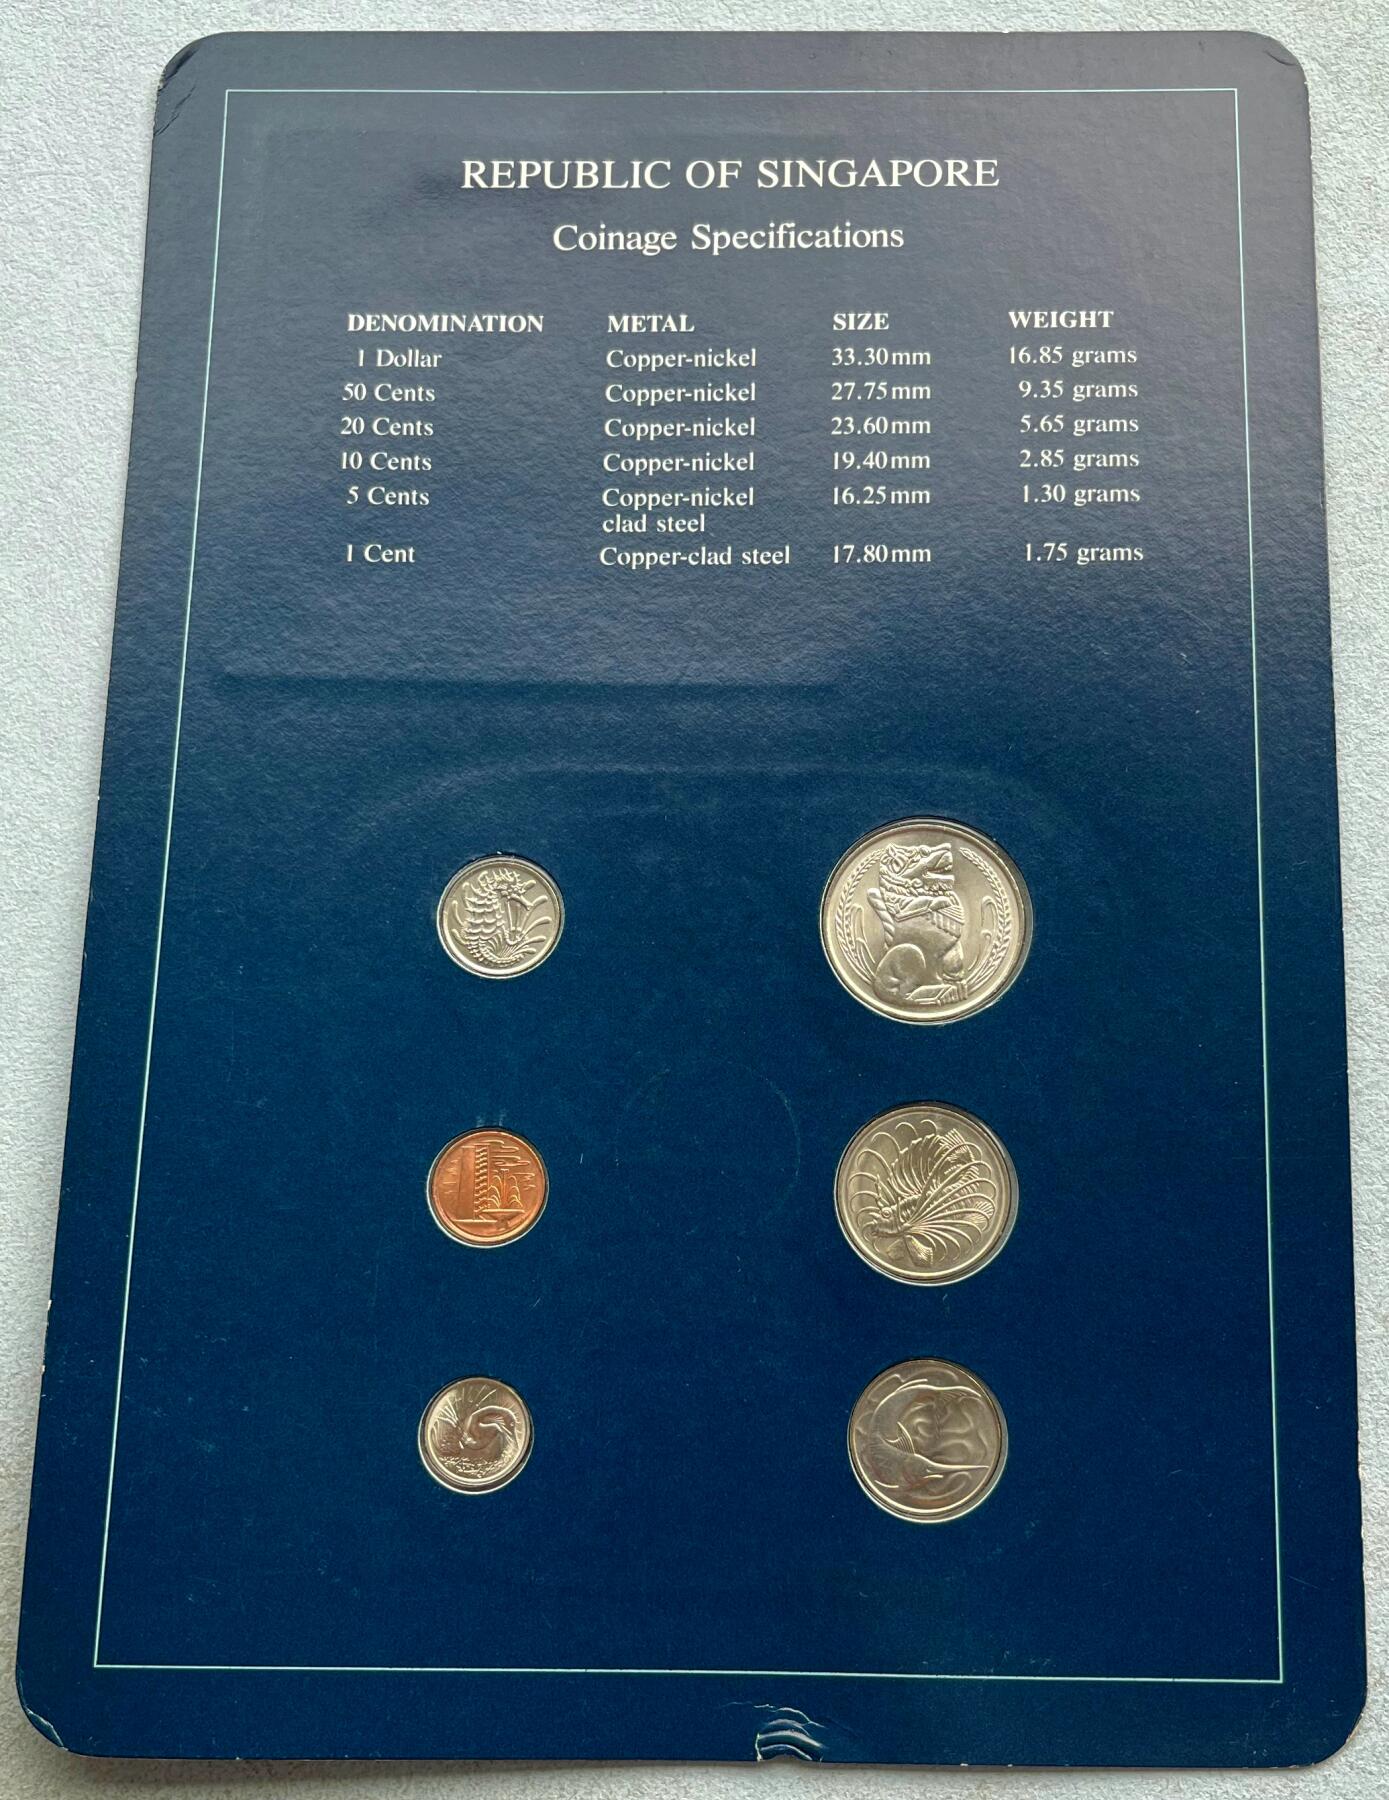 REPUBLIC OF SINGAPORE
Coinage Specifications
DENOMINATION METAL SIZE WEIGHT
1 Dollar Copper-nickel 33.30mm 16.85 grams
50 Cents Copper-nickel 27.75mm 9.35 grams
20 Cents Copper-nickel 23.60mm 5.65 grams
10 Cents Copper-nickel 19.40mm 2.85 grams
5 Cents Copper-nickel 16.25mm 1.30 grams
clad steel
1 Cent Copper-clad steel 17.80mm 1.75 grams